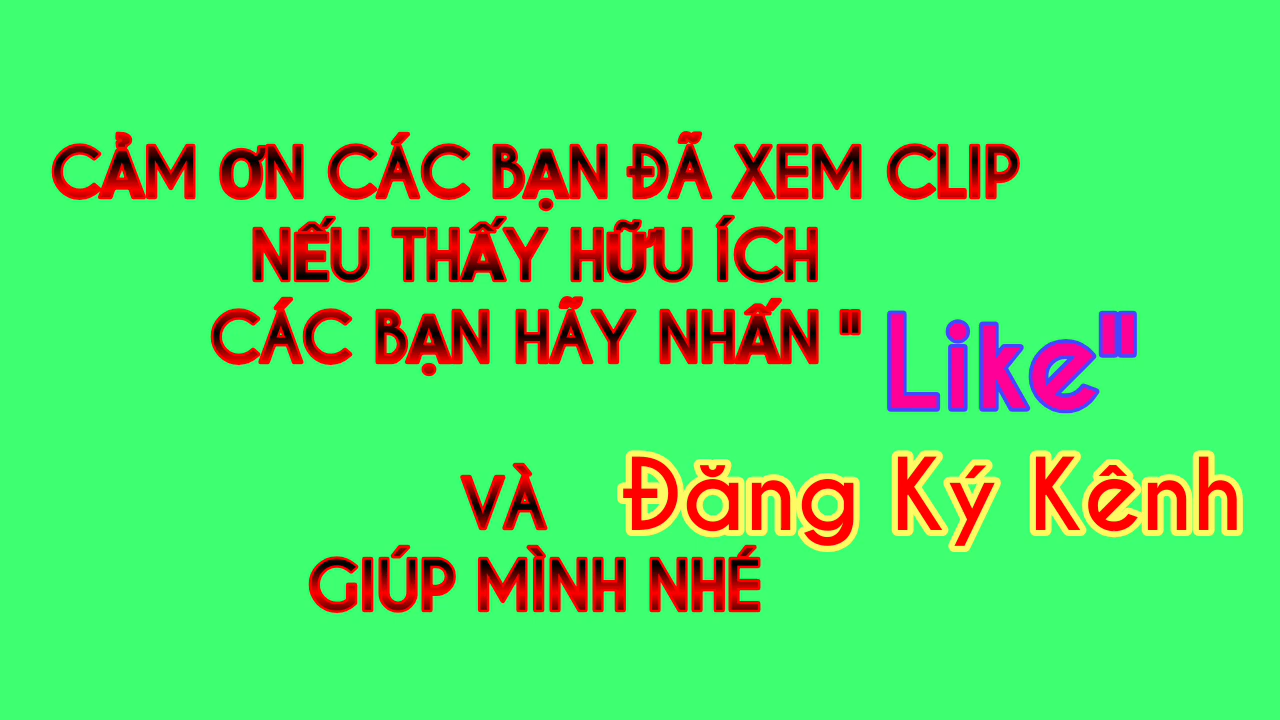 CẢM ƠN CÁC BẠN ĐÃ XEM CLIP
NẾU THẤY HỮU ÍCH
CÁC BẠN HÃY NHẤN " Like"
VÀ Đăng Ký Kênh
GIÚP MÌNH NHÉ